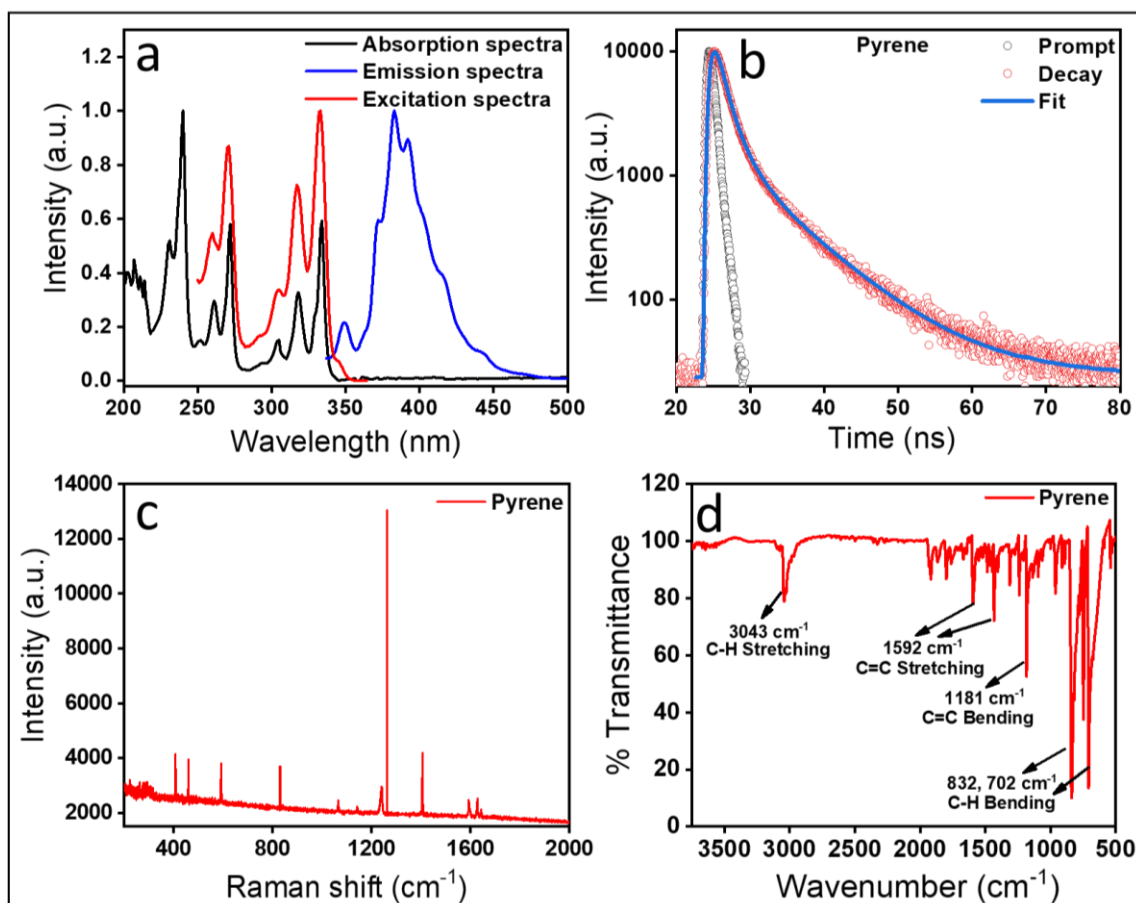 a
Absorption spectra
Emission spectra
Excitation spectra
1.2
1.0
0.8
0.6
0.4
0.2
0.0
Intensity (a.u.)
200 250 300 350 400 450 500
Wavelength (nm)
Pyrene
b
Prompt
Decay
Fit
10000
1000
100
Intensity (a.u.)
20 30 40 50 60 70 80
Time (ns)
c
Pyrene
14000
12000
10000
8000
6000
4000
2000
Intensity (a.u.)
400 800 1200 1600 2000
Raman shift (cm⁻¹)
d
Pyrene
120
100
80
60
40
20
0
% Transmittance
3043 cm⁻¹
C-H Stretching
1592 cm⁻¹
C=C Stretching
1181 cm⁻¹
C=C Bending
832, 702 cm⁻¹
C-H Bending
3500 3000 2500 2000 1500 1000 500
Wavenumber (cm⁻¹)